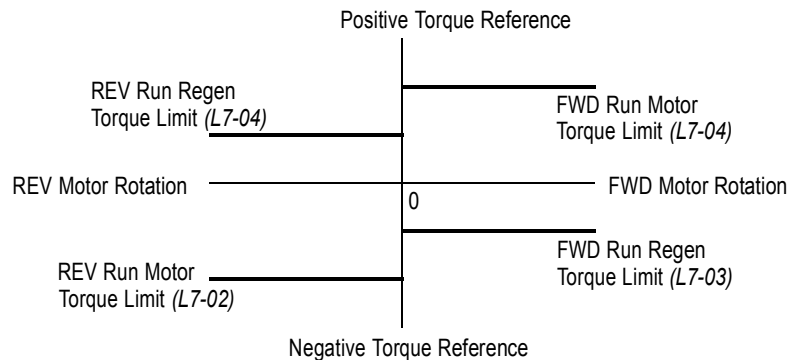 Positive Torque Reference
REV Run Regen
Torque Limit (L7-04)
FWD Run Motor
Torque Limit (L7-04)
REV Motor Rotation
FWD Motor Rotation
0
REV Run Motor
Torque Limit (L7-02)
FWD Run Regen
Torque Limit (L7-03)
Negative Torque Reference